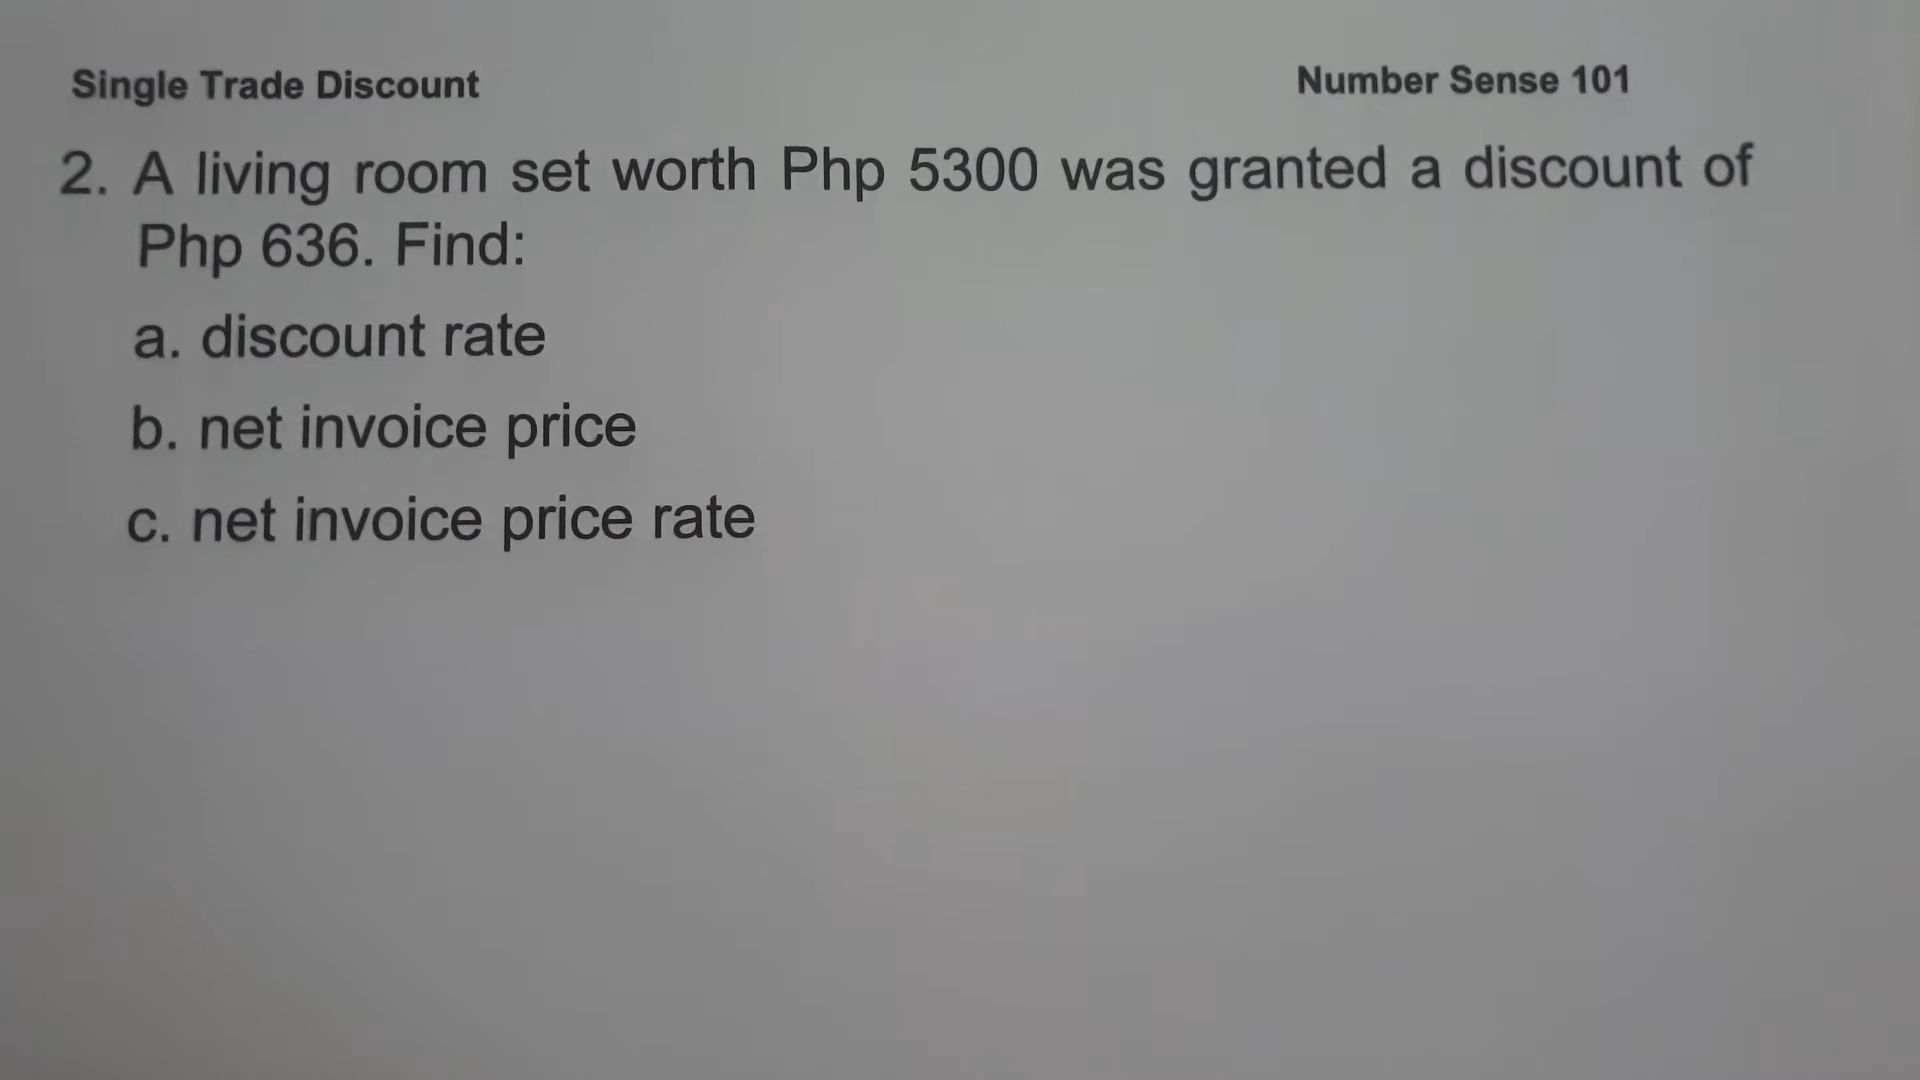 Single Trade Discount
Number Sense 101
2. A living room set worth Php 5300 was granted a discount of
Php 636. Find:
a. discount rate
b. net invoice price
c. net invoice price rate